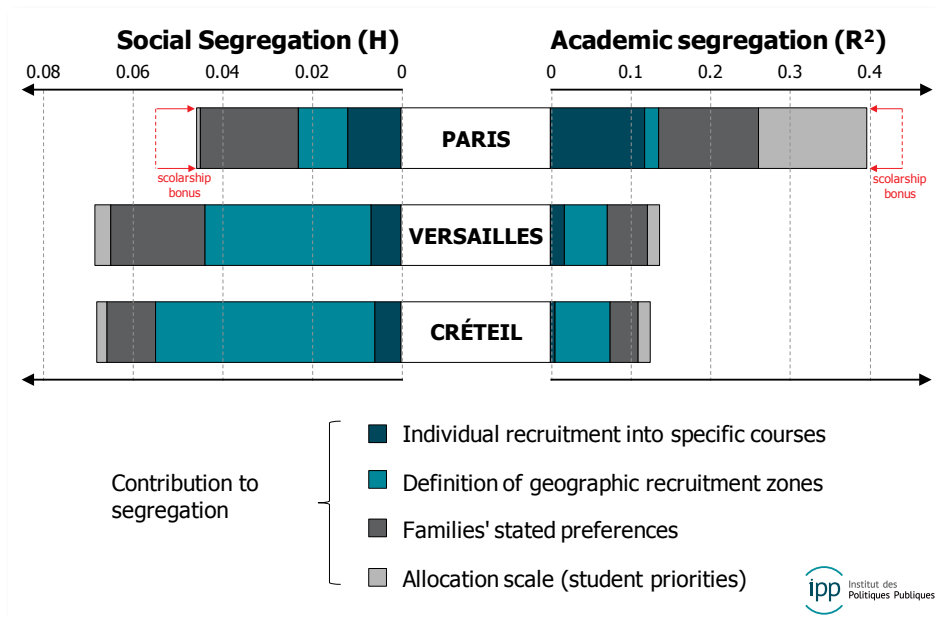 Social Segregation (H)
Academic segregation (R²)
0.08 0.06 0.04 0.02 0
0 0.1 0.2 0.3 0.4
PARIS
scolarship
bonus
scolarship
bonus
VERSAILLES
CRÉTEIL
Contribution to
segregation
Individual recruitment into specific courses
Definition of geographic recruitment zones
Families' stated preferences
Allocation scale (student priorities)
ipp
Institut des
Politiques Publiques